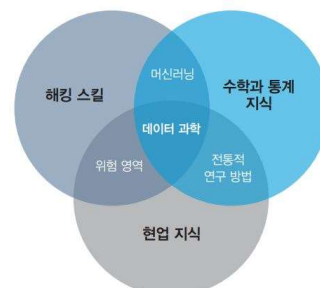 머신러닝
해킹 스킬
수학과 통계
지식
데이터 과학
위험 영역
전통적
연구 방법
현업 지식